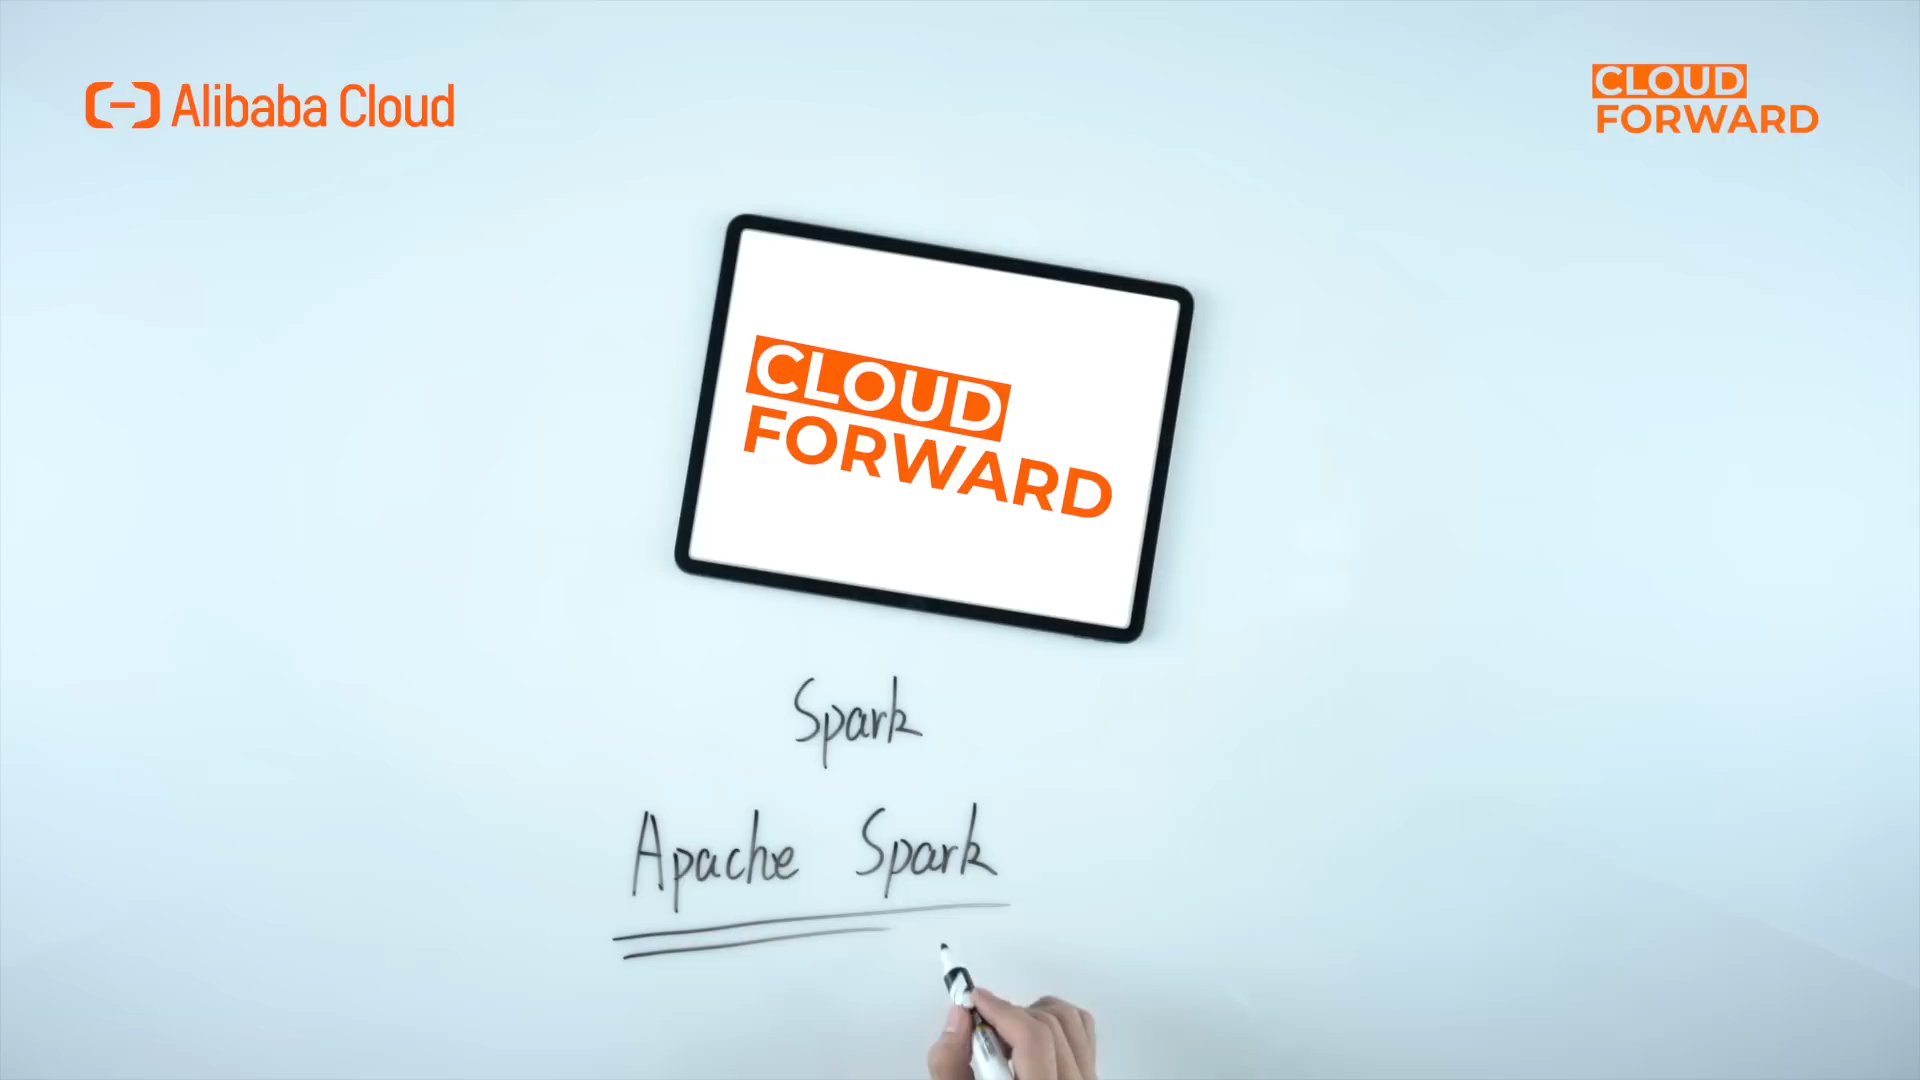 Alibaba Cloud
CLOUD
FORWARD
CLOUD
FORWARD
Spark
Apache Spark